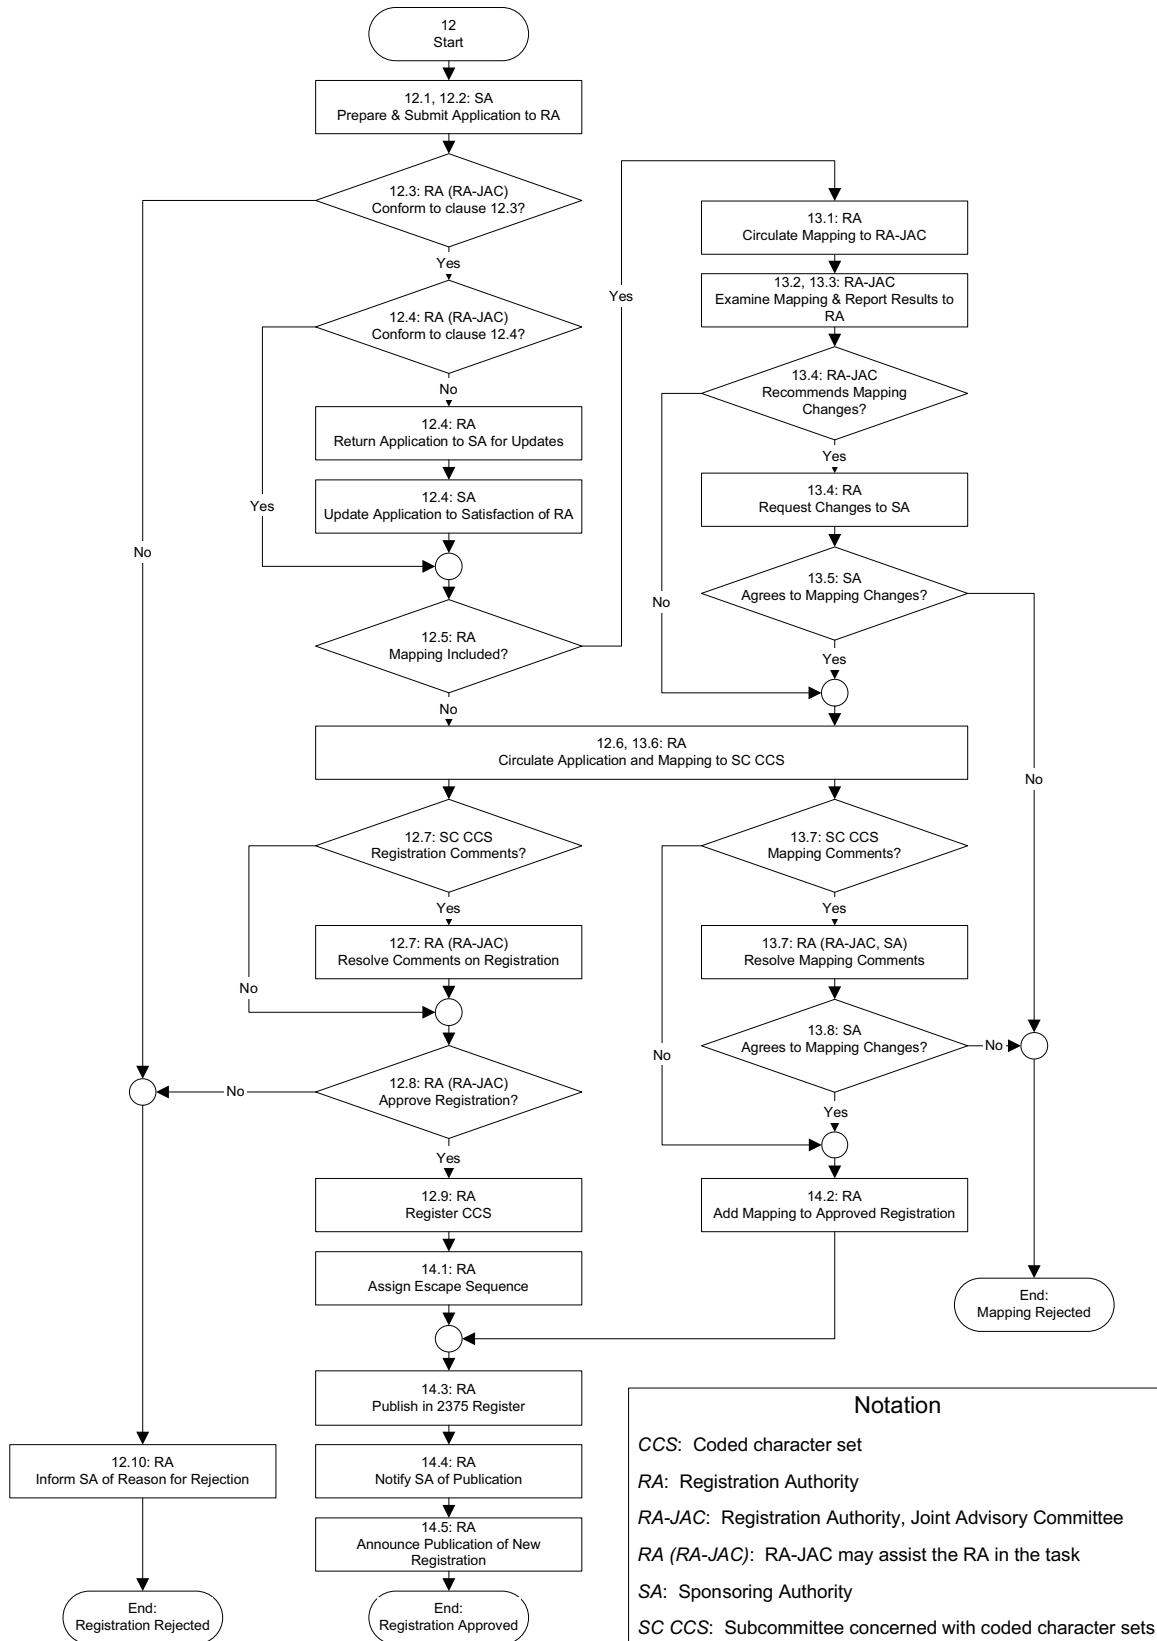 12
Start
12.1, 12.2: SA
Prepare & Submit Application to RA
12.3: RA (RA-JAC)
Conform to clause 12.3?
Yes
12.4: RA (RA-JAC)
Conform to clause 12.4?
No
12.4: RA
Return Application to SA for Updates
12.4: SA
Update Application to Satisfaction of RA
Yes
No
12.5: RA
Mapping Included?
No
Yes
13.1: RA
Circulate Mapping to RA-JAC
13.2, 13.3: RA-JAC
Examine Mapping & Report Results to
RA
13.4: RA-JAC
Recommends Mapping
Changes?
Yes
13.4: RA
Request Changes to SA
13.5: SA
Agrees to Mapping Changes?
No
Yes
No
12.6, 13.6: RA
Circulate Application and Mapping to SC CCS
12.7: SC CCS
Registration Comments?
Yes
12.7: RA (RA-JAC)
Resolve Comments on Registration
No
12.8: RA (RA-JAC)
Approve Registration?
No
Yes
12.9: RA
Register CCS
14.1: RA
Assign Escape Sequence
13.7: SC CCS
Mapping Comments?
Yes
13.7: RA (RA-JAC, SA)
Resolve Mapping Comments
13.8: SA
Agrees to Mapping Changes?
No
No
Yes
14.2: RA
Add Mapping to Approved Registration
End:
Mapping Rejected
14.3: RA
Publish in 2375 Register
14.4: RA
Notify SA of Publication
14.5: RA
Announce Publication of New
Registration
End:
Registration Approved
12.10: RA
Inform SA of Reason for Rejection
End:
Registration Rejected
Notation
CCS: Coded character set
RA: Registration Authority
RA-JAC: Registration Authority, Joint Advisory Committee
RA (RA-JAC): RA-JAC may assist the RA in the task
SA: Sponsoring Authority
SC CCS: Subcommittee concerned with coded character sets